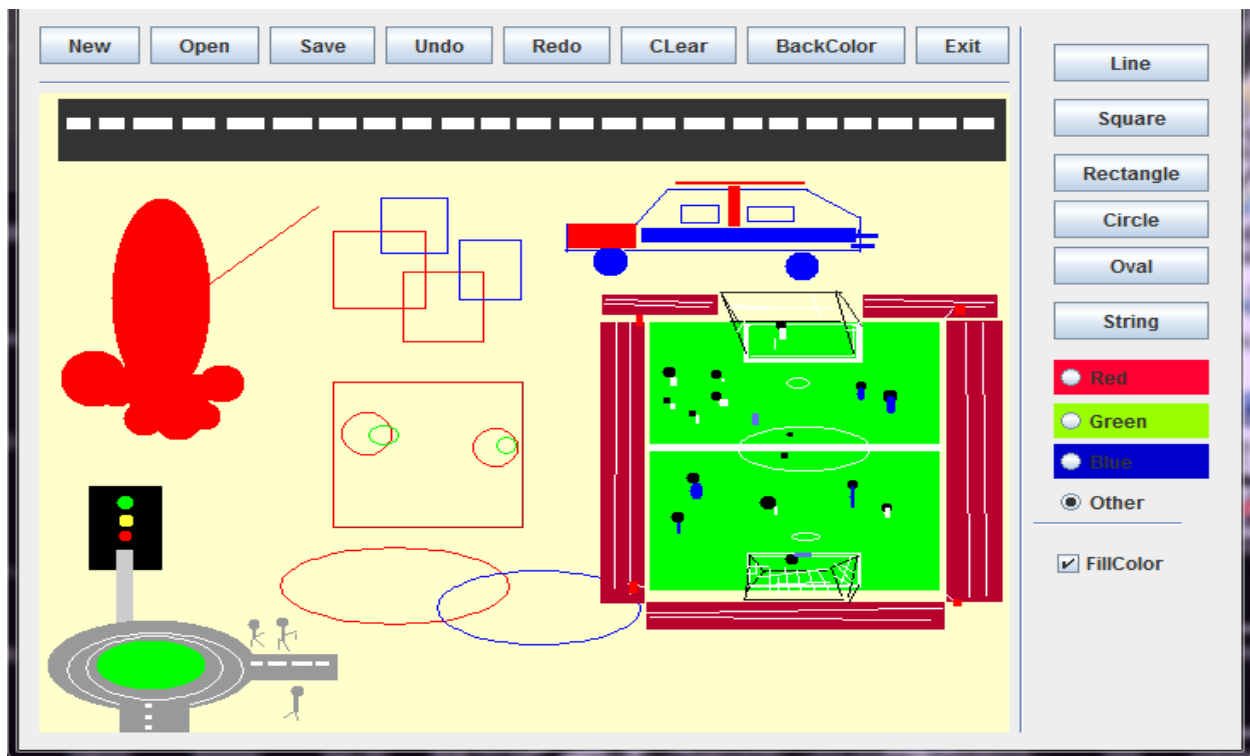 New Open Save Undo Redo CLear BackColor Exit
Line
Square
Rectangle
Circle
Oval
String
Red
Green
Blue
Other
FillColor